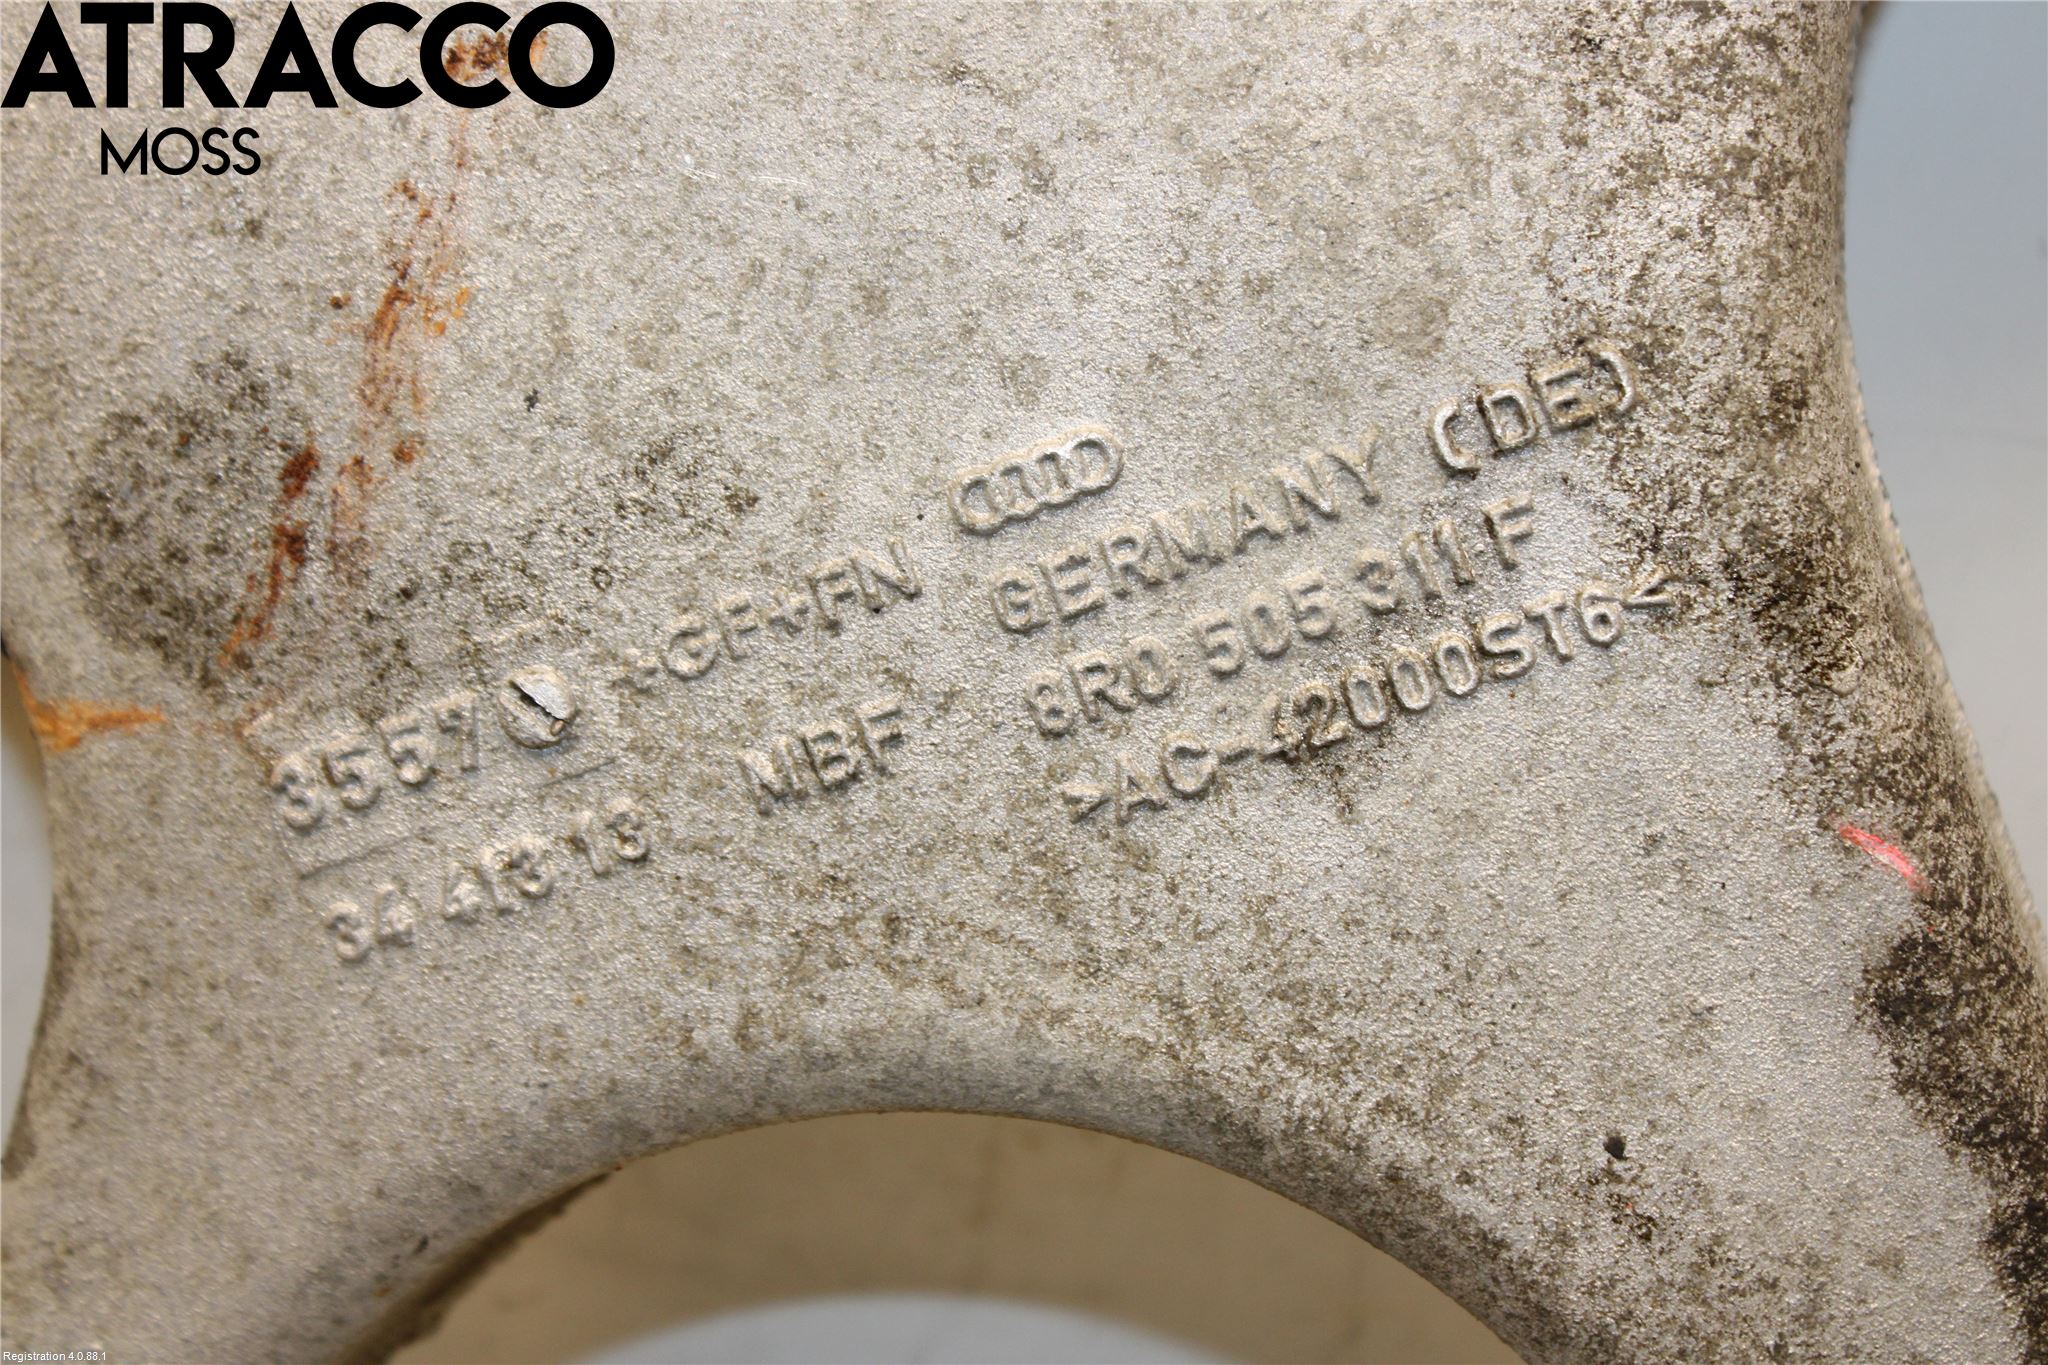 ATRACCO
MOSS
GERMANY (DE)
+GF+FN
8R0 505 311 F
3557
MBF
>AC-42000ST6<
34 413 13
Registration 4.0.88.1